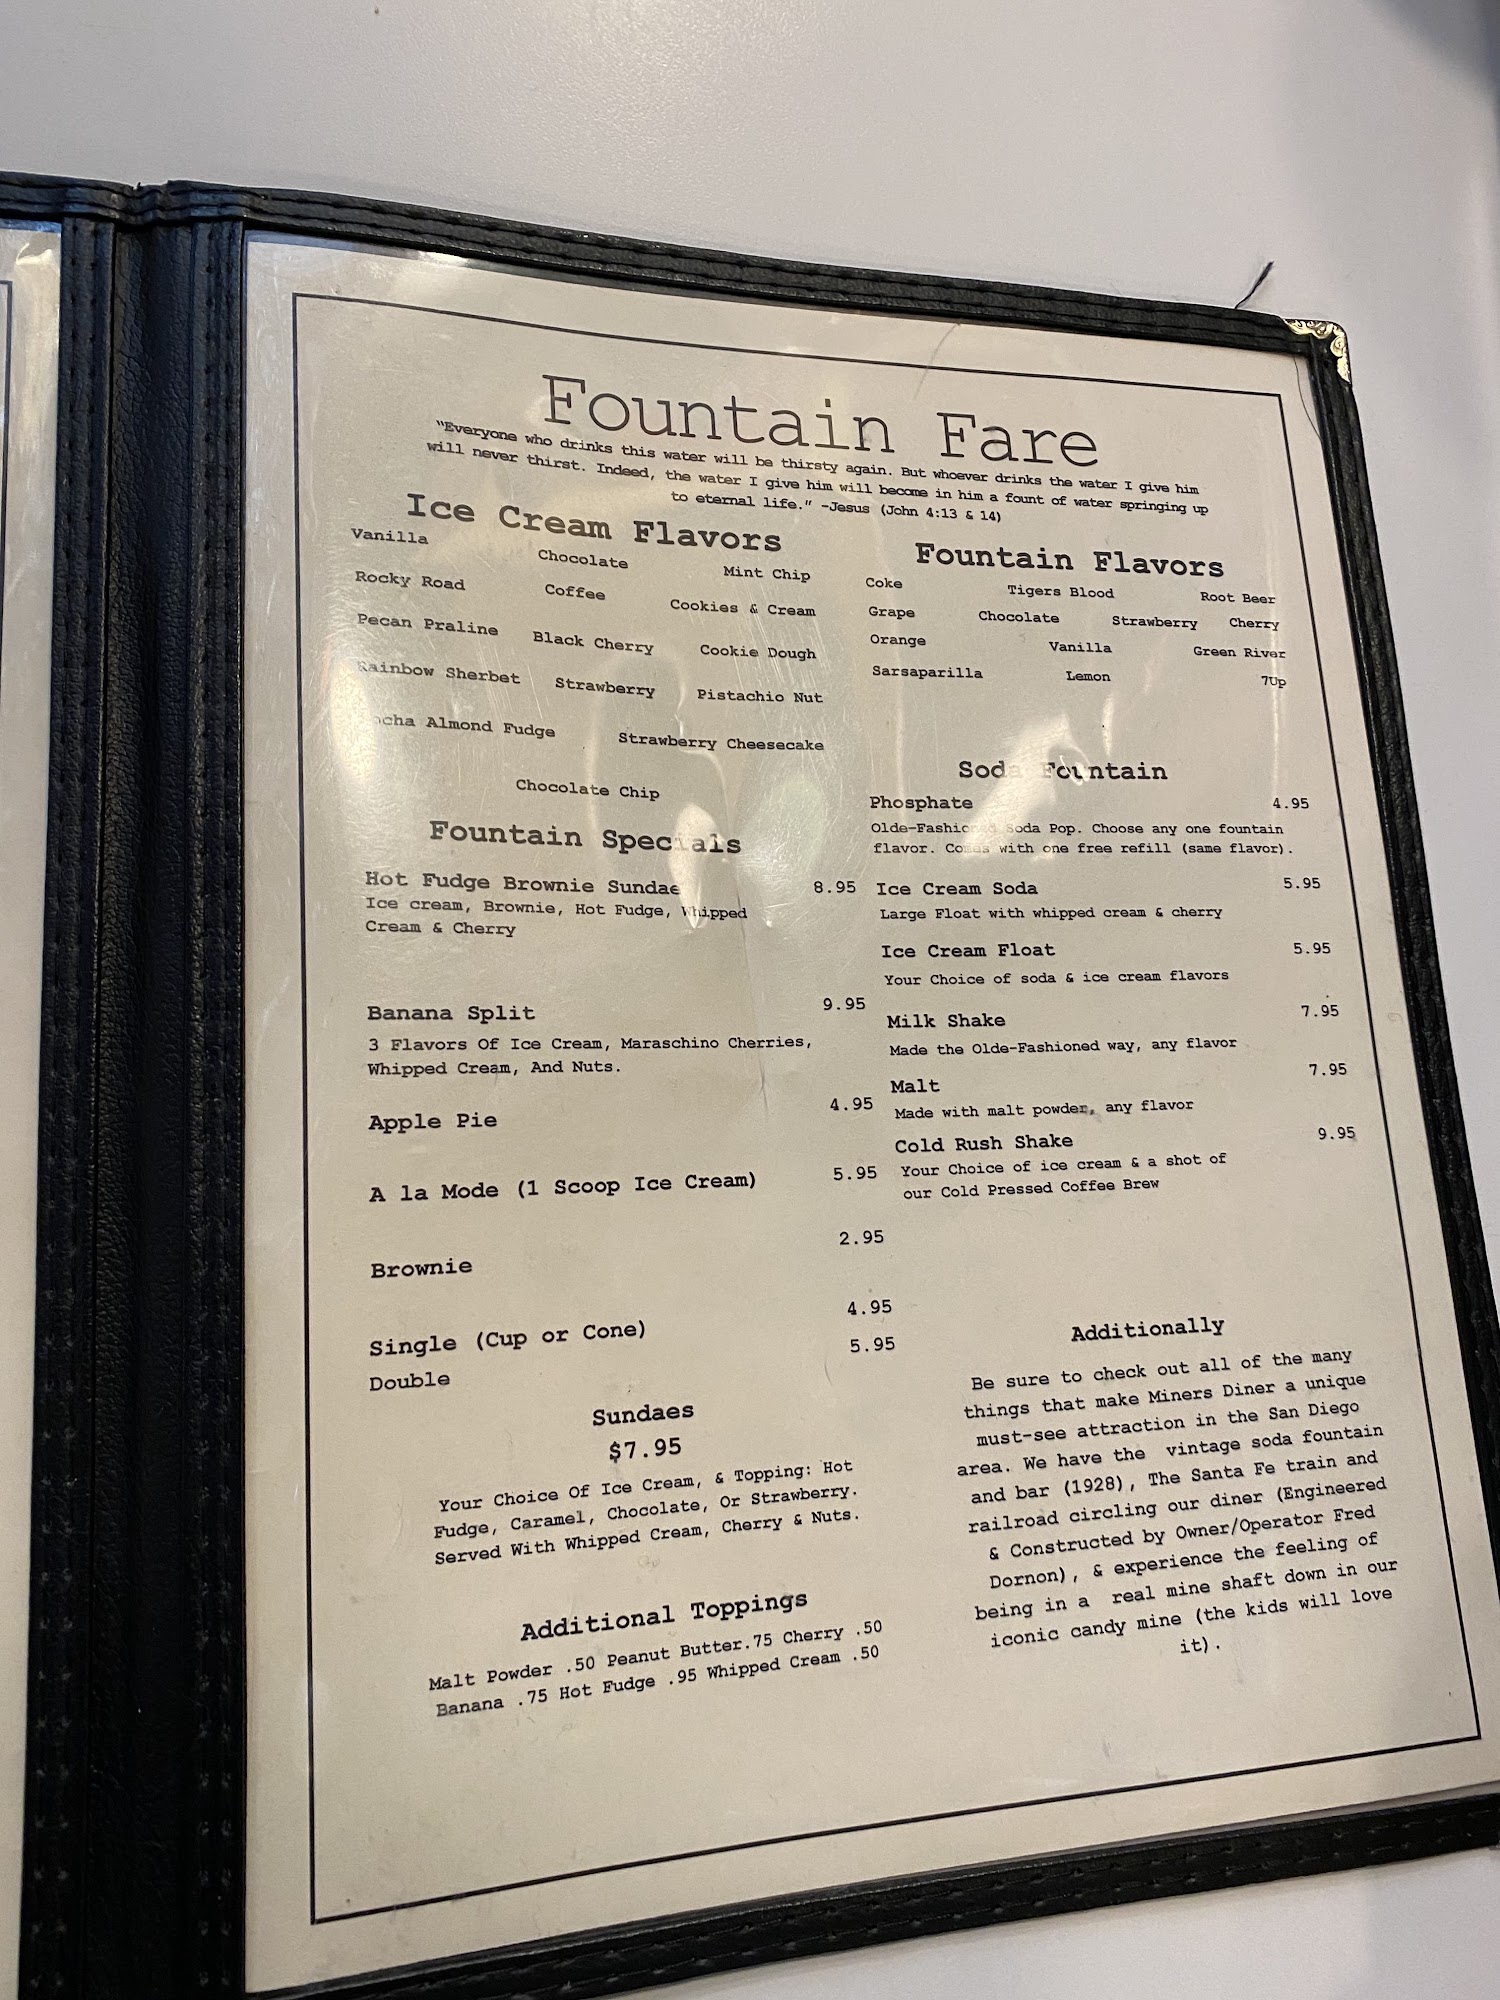 Fountain Fare
"Everyone who drinks this water will be thirsty again. But whoever drinks the water I give him
will never thirst. Indeed, the water I give him will become in him a fount of water springing up
to eternal life." -Jesus (John 4:13 & 14)
Ice Cream Flavors
Vanilla Chocolate Mint Chip
Rocky Road Coffee Cookies & Cream
Pecan Praline Black Cherry Cookie Dough
Rainbow Sherbet Strawberry Pistachio Nut
Almond Fudge Strawberry Cheesecake
Chocolate Chip
Fountain Specials
Hot Fudge Brownie Sundae 8.95
Ice cream, Brownie, Hot Fudge, Whipped
Cream & Cherry
Banana Split 9.95
3 Flavors Of Ice Cream, Maraschino Cherries,
Whipped Cream, And Nuts.
Apple Pie 4.95
A la Mode (1 Scoop Ice Cream) 5.95
Brownie 2.95
Single (Cup or Cone) 4.95
Double 5.95
Sundaes
$7.95
Your Choice Of Ice Cream, & Topping: Hot
Fudge, Caramel, Chocolate, Or Strawberry.
Served With Whipped Cream, Cherry & Nuts.
Additional Toppings
Malt Powder .50 Peanut Butter.75 Cherry .50
Banana .75 Hot Fudge .95 Whipped Cream .50
Fountain Flavors
Coke Tigers Blood Root Beer
Grape Chocolate Strawberry Cherry
Orange Vanilla Green River
Sarsaparilla Lemon 7Up
Soda Fountain
Phosphate 4.95
Olde-Fashioned Soda Pop. Choose any one fountain
flavor. Comes with one free refill (same flavor).
Ice Cream Soda 5.95
Large Float with whipped cream & cherry
Ice Cream Float 5.95
Your Choice of soda & ice cream flavors
Milk Shake 7.95
Made the Olde-Fashioned way, any flavor
Malt 7.95
Made with malt powder, any flavor
Cold Rush Shake 9.95
Your Choice of ice cream & a shot of
our Cold Pressed Coffee Brew
Additionally
Be sure to check out all of the many
things that make Miners Diner a unique
must-see attraction in the San Diego
area. We have the vintage soda fountain
and bar (1928), The Santa Fe train and
railroad circling our diner (Engineered
& Constructed by Owner/Operator Fred
Dornon), & experience the feeling of
being in a real mine shaft down in our
iconic candy mine (the kids will love
it).